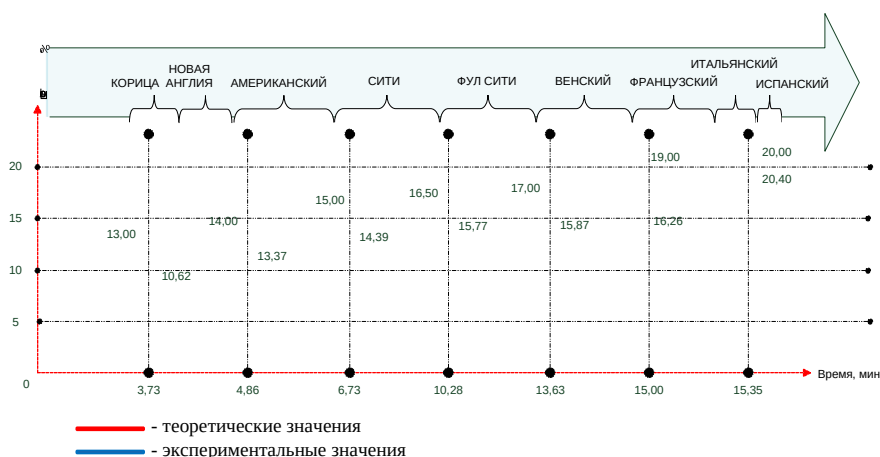 ИТАЛЬЯНСКИЙ
НОВАЯ
КОРИЦА АНГЛИЯ АМЕРИКАНСКИЙ СИТИ ФУЛ СИТИ ВЕНСКИЙ ФРАНЦУЗСКИЙ ИСПАНСКИЙ
19,00 20,00
20
20,40
17,00
16,50
15,00
15
14,00 15,77 15,87 16,26
13,00 14,39
13,37
10
10,62
5
0
Время, мин
3,73 4,86 6,73 10,28 13,63 15,00 15,35
- теоретические значения
- экспериментальные значения